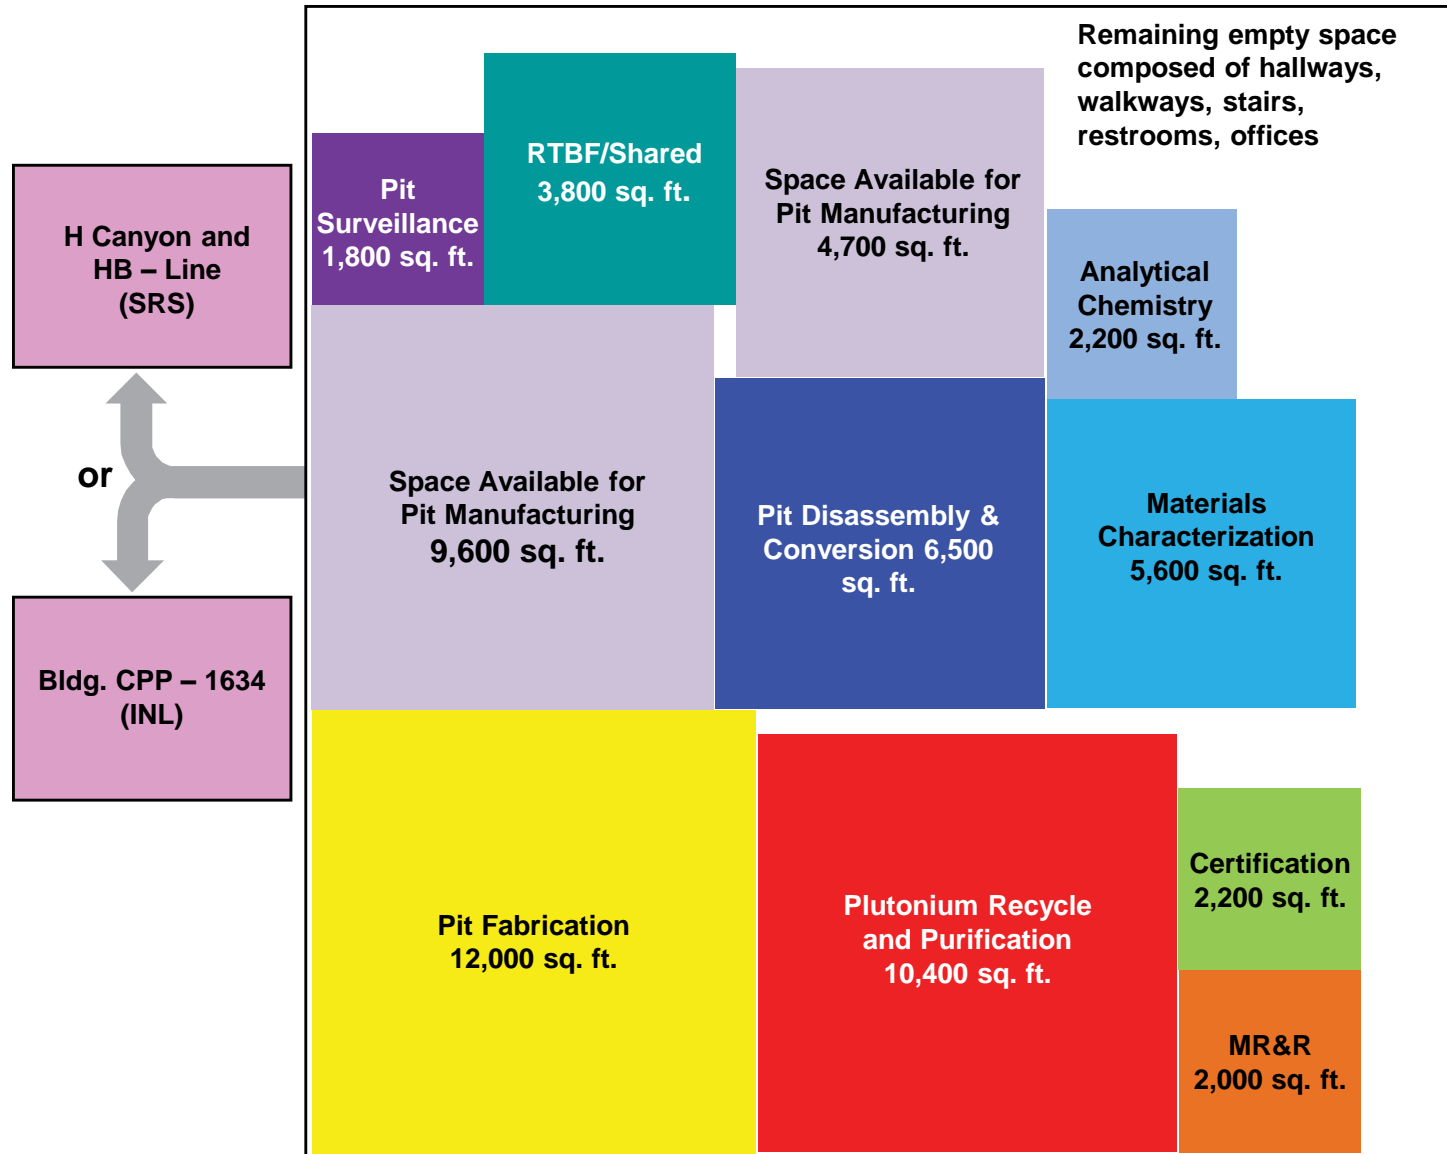 Remaining empty space
composed of hallways,
walkways, stairs,
restrooms, offices
H Canyon and
HB – Line
(SRS)
or
Bldg. CPP – 1634
(INL)
Pit
Surveillance
1,800 sq. ft.
RTBF/Shared
3,800 sq. ft.
Space Available for
Pit Manufacturing
4,700 sq. ft.
Analytical
Chemistry
2,200 sq. ft.
Space Available for
Pit Manufacturing
9,600 sq. ft.
Pit Disassembly &
Conversion 6,500
sq. ft.
Materials
Characterization
5,600 sq. ft.
Pit Fabrication
12,000 sq. ft.
Plutonium Recycle
and Purification
10,400 sq. ft.
Certification
2,200 sq. ft.
MR&R
2,000 sq. ft.